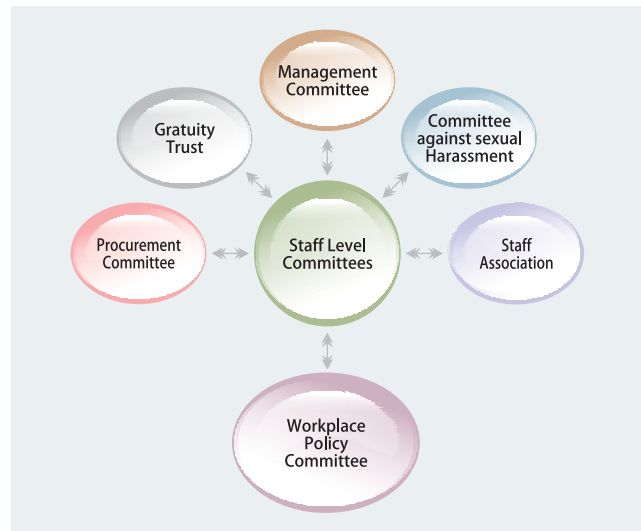 Management
Committee
Gratuity
Trust
Committee
against sexual
Harassment
Procurement
Committee
Staff Level
Committees
Staff
Association
Workplace
Policy
Committee